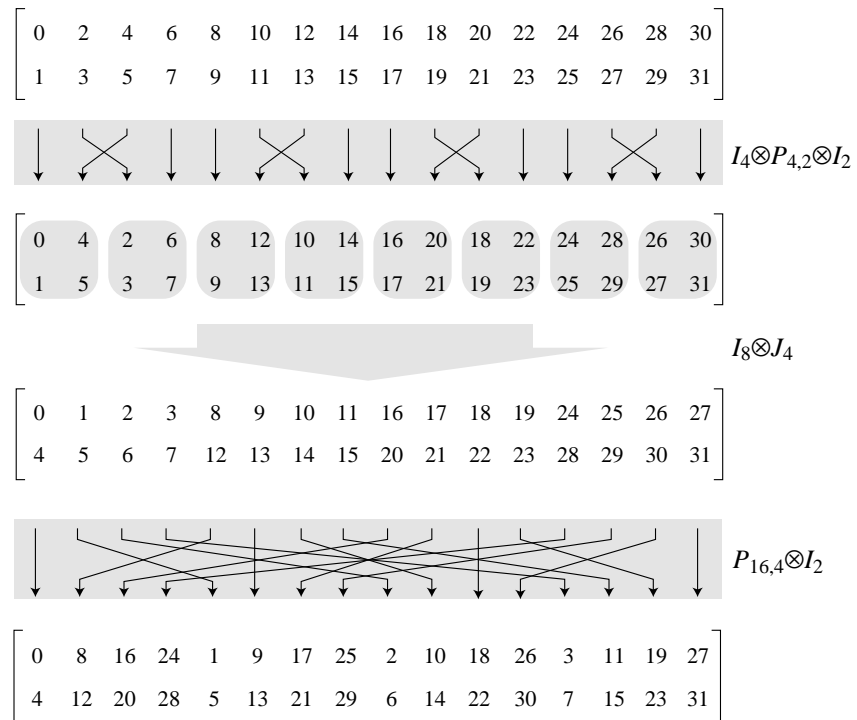 0 2 4 6 8 10 12 14 16 18 20 22 24 26 28 30
1 3 5 7 9 11 13 15 17 19 21 23 25 27 29 31
I₄⊗P₄,₂⊗I₂
0 4 2 6 8 12 10 14 16 20 18 22 24 28 26 30
1 5 3 7 9 13 11 15 17 21 19 23 25 29 27 31
I₈⊗J₄
0 1 2 3 8 9 10 11 16 17 18 19 24 25 26 27
4 5 6 7 12 13 14 15 20 21 22 23 28 29 30 31
P₁₆,₄⊗I₂
0 8 16 24 1 9 17 25 2 10 18 26 3 11 19 27
4 12 20 28 5 13 21 29 6 14 22 30 7 15 23 31